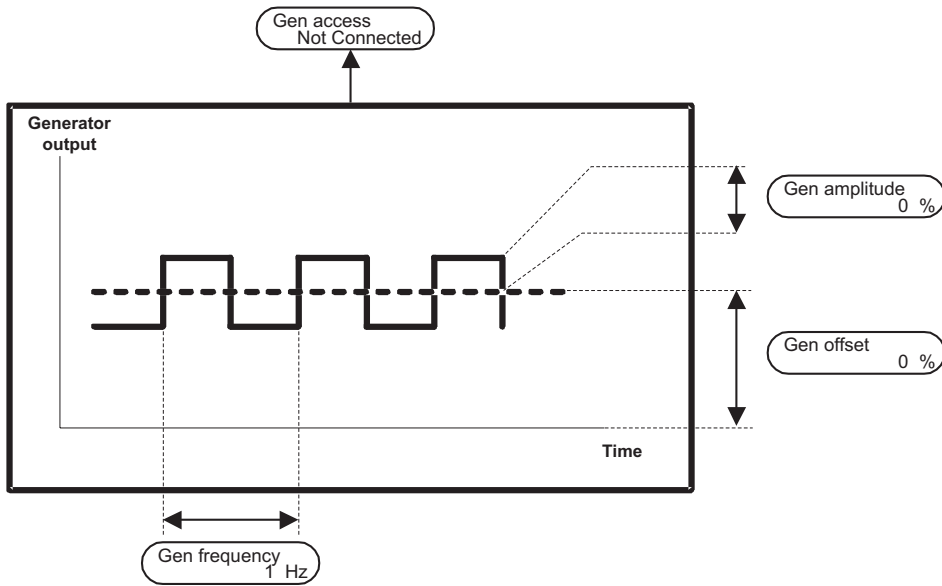 Gen access
Not Connected
Generator
output
Gen amplitude
0 %
Gen offset
0 %
Time
Gen frequency
1 Hz